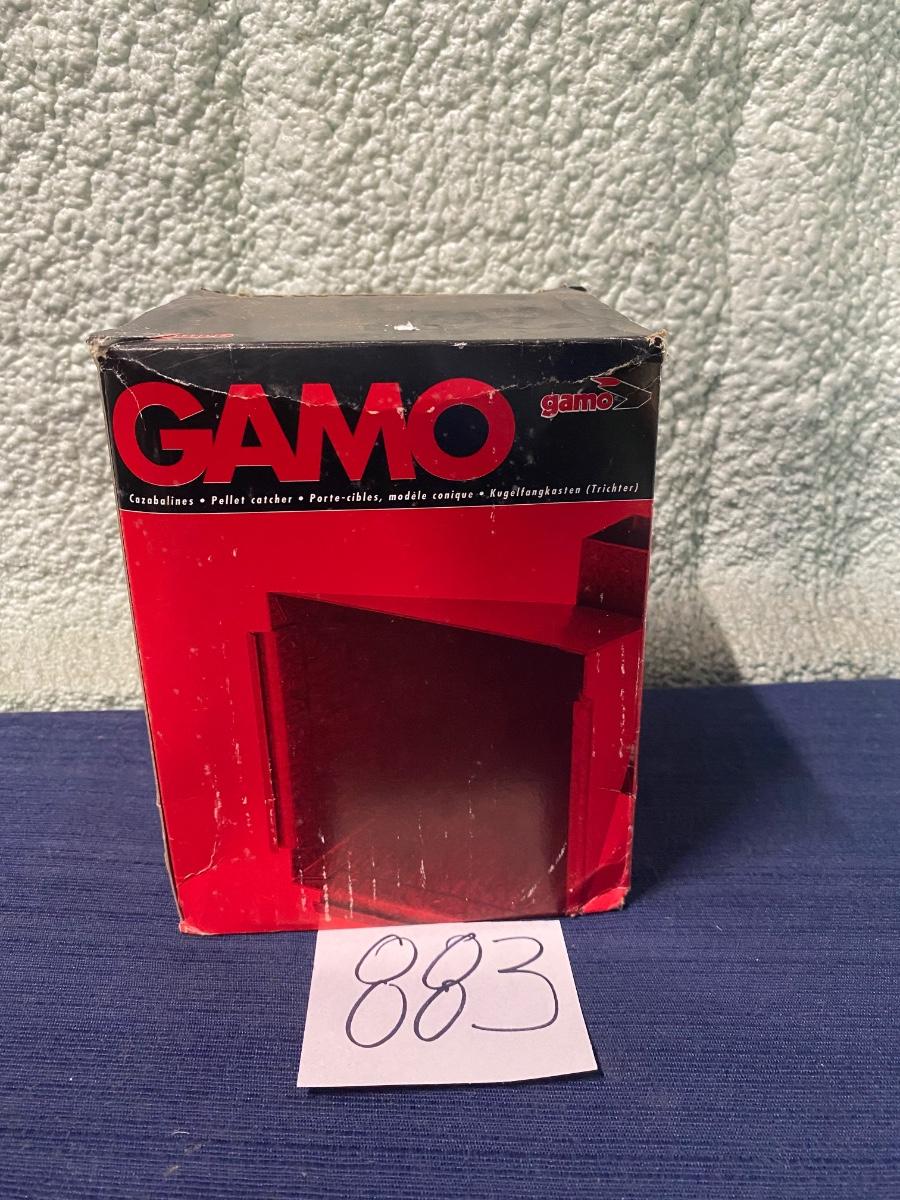 GAMO
gamo
Cazabalines • Pellet catcher • Porte-cibles, modèle conique • Kugelfangkasten (Trichter)
883